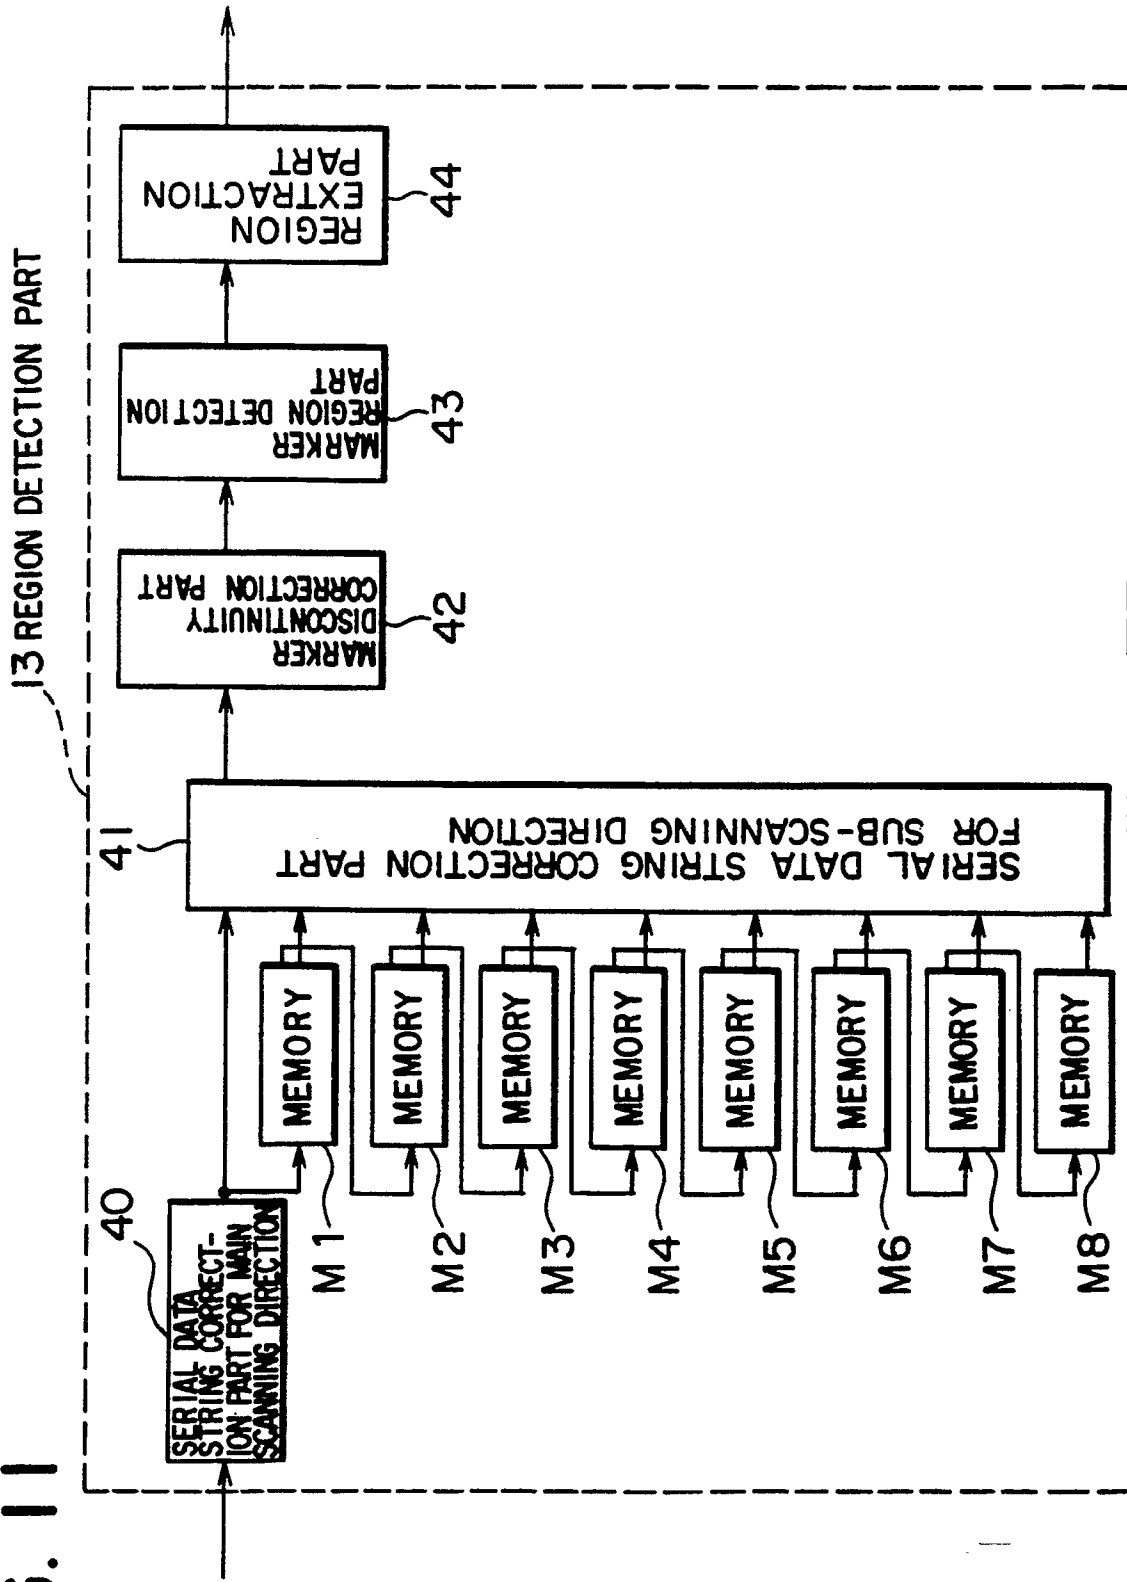 G. 11
13 REGION DETECTION PART
40
SERIAL DATA
STRING CORRECT-
ION PART FOR MAIN
SCANNING DIRECTION
MEMORY
M1
MEMORY
M2
MEMORY
M3
MEMORY
M4
MEMORY
M5
MEMORY
M6
MEMORY
M7
MEMORY
M8
41
SERIAL DATA STRING CORRECTION PART
FOR SUB-SCANNING DIRECTION
MARKER
DISCONTINUITY
CORRECTION PART
42
MARKER
REGION DETECTION
PART
43
REGION
EXTRACTION
PART
44